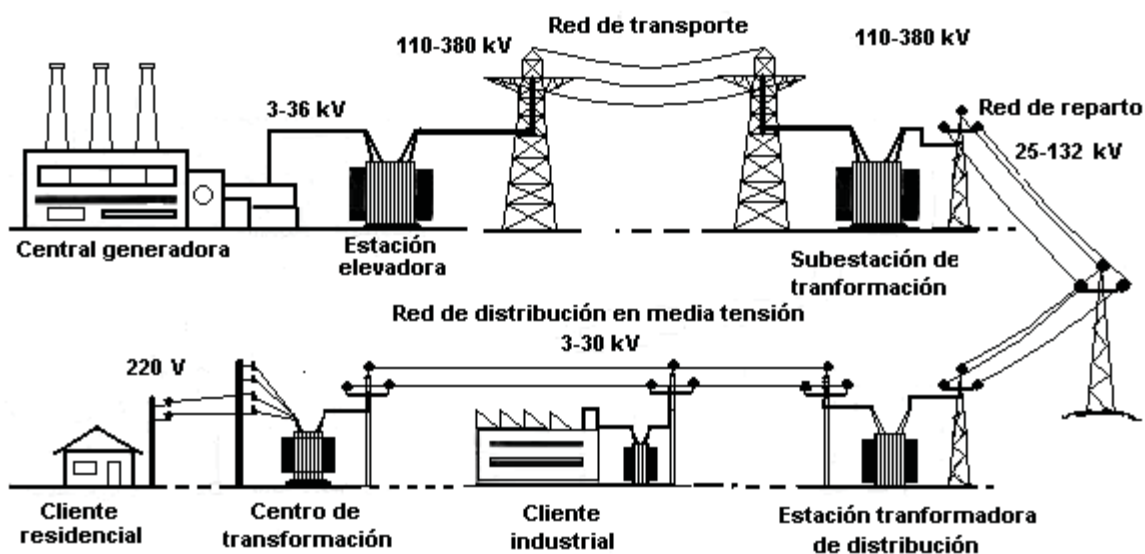 Red de transporte
110-380 kV
110-380 kV
3-36 kV
Red de reparto
25-132 kV
Central generadora
Estación
elevadora
Subestación de
tranformación
Red de distribución en media tensión
3-30 kV
220 V
Cliente
residencial
Centro de
transformación
Cliente
industrial
Estación tranformadora
de distribución